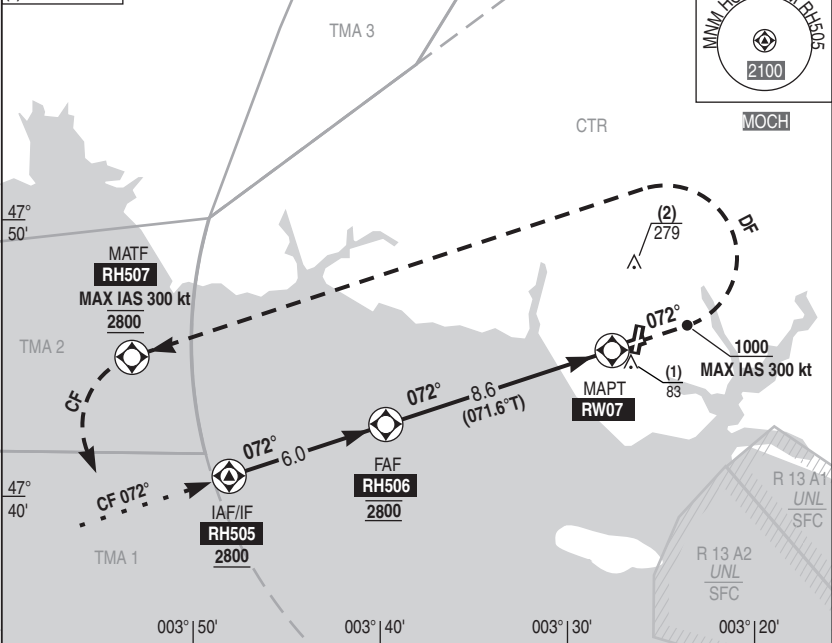 TMA 3
MNM H
M RH505
2100
CTR
MOCH
47°
50'
MATF
RH507
MAX IAS 300 kt
2800
(2)
279
DF
TMA 2
072°
1000
MAX IAS 300 kt
(1)
83
MAPT
RW07
CF
072°
8.6
(071.6°T)
072°
6.0
FAF
RH506
2800
47°
40'
CF 072°
IAF/IF
RH505
2800
TMA 1
R 13 A1
UNL
SFC
R 13 A2
UNL
SFC
003° 50'
003° 40'
003° 30'
003° 20'